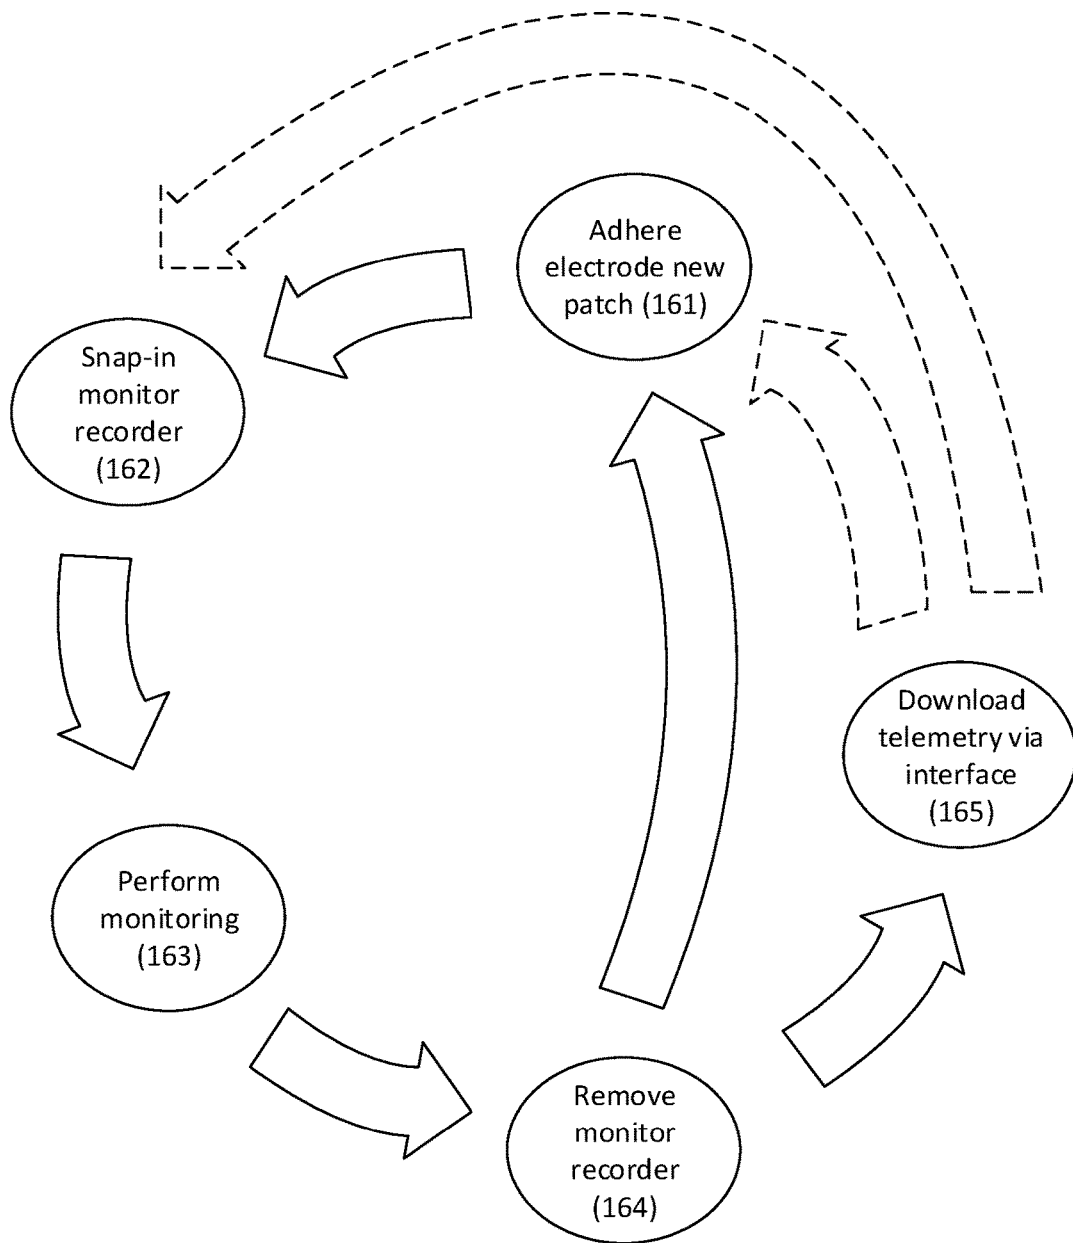 Adhere
electrode new
patch (161)
Snap-in
monitor
recorder
(162)
Perform
monitoring
(163)
Remove
monitor
recorder
(164)
Download
telemetry via
interface
(165)